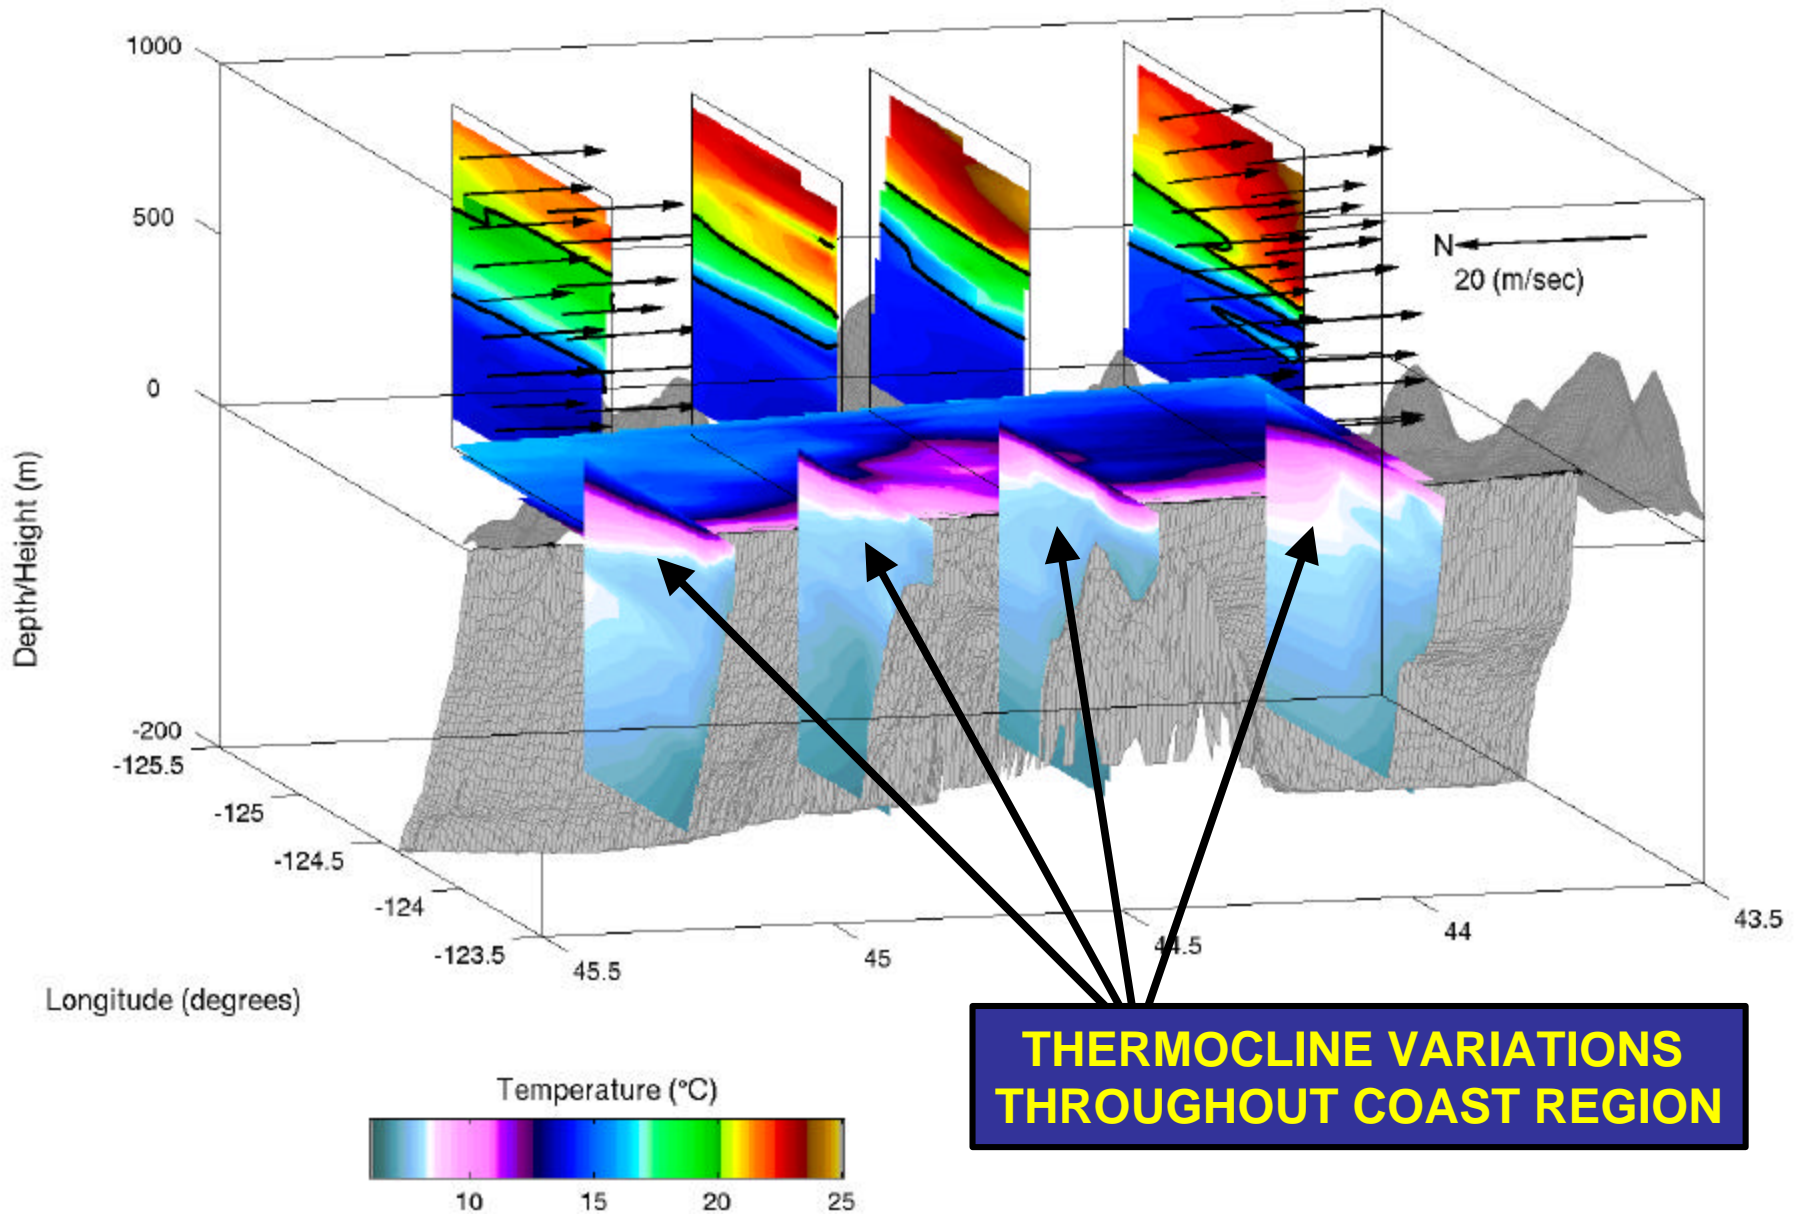 1000
500
0
-200
Depth/Height (m)
-125.5
-125
-124.5
-124
-123.5
Longitude (degrees)
45.5
45
44.5
44
43.5
N
20 (m/sec)
THERMOCLINE VARIATIONS
THROUGHOUT COAST REGION
Temperature (°C)
10 15 20 25